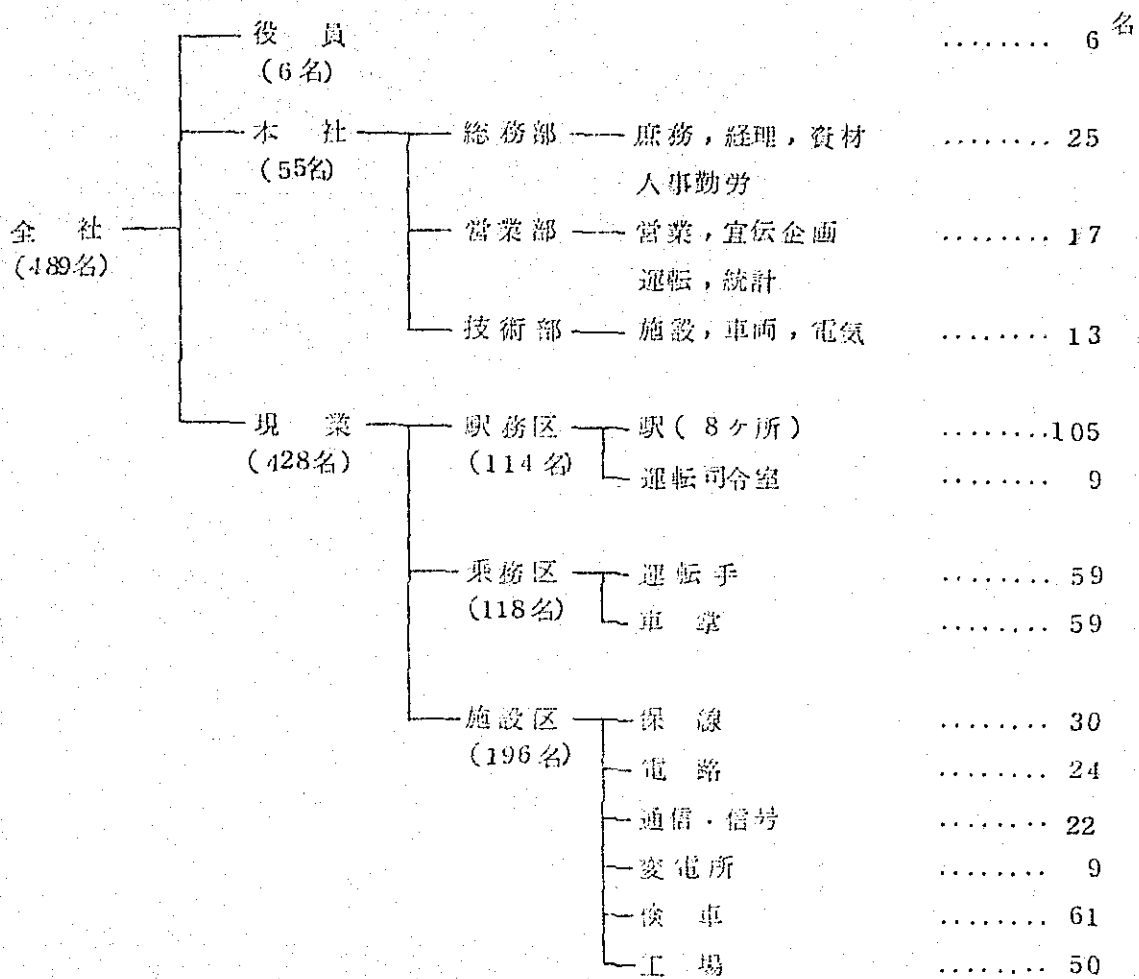 名
役員 ........ 6
(6名)
本社 総務部 庶務,経理,資材 ........ 25
(55名) 人事勤労
全社 営業部 営業,宣伝企画 ........ 17
(489名) 運転,統計
技術部 施設,車両,電気 ........ 13
現業 駅務区 駅(8ケ所) ........105
(428名) (114名) 運転司令室 ........ 9
乗務区 運転手 ........ 59
(118名) 車掌 ........ 59
施設区 保線 ........ 30
(196名) 電路 ........ 24
通信・信号 ........ 22
変電所 ........ 9
検車 ........ 61
工場 ........ 50